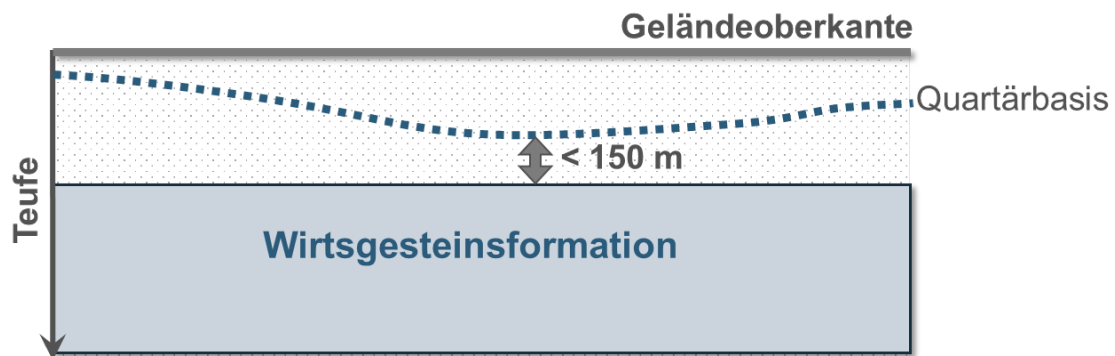 Geländeoberkante
Quartärbasis
< 150 m
Teufe
Wirtsgesteinsformation